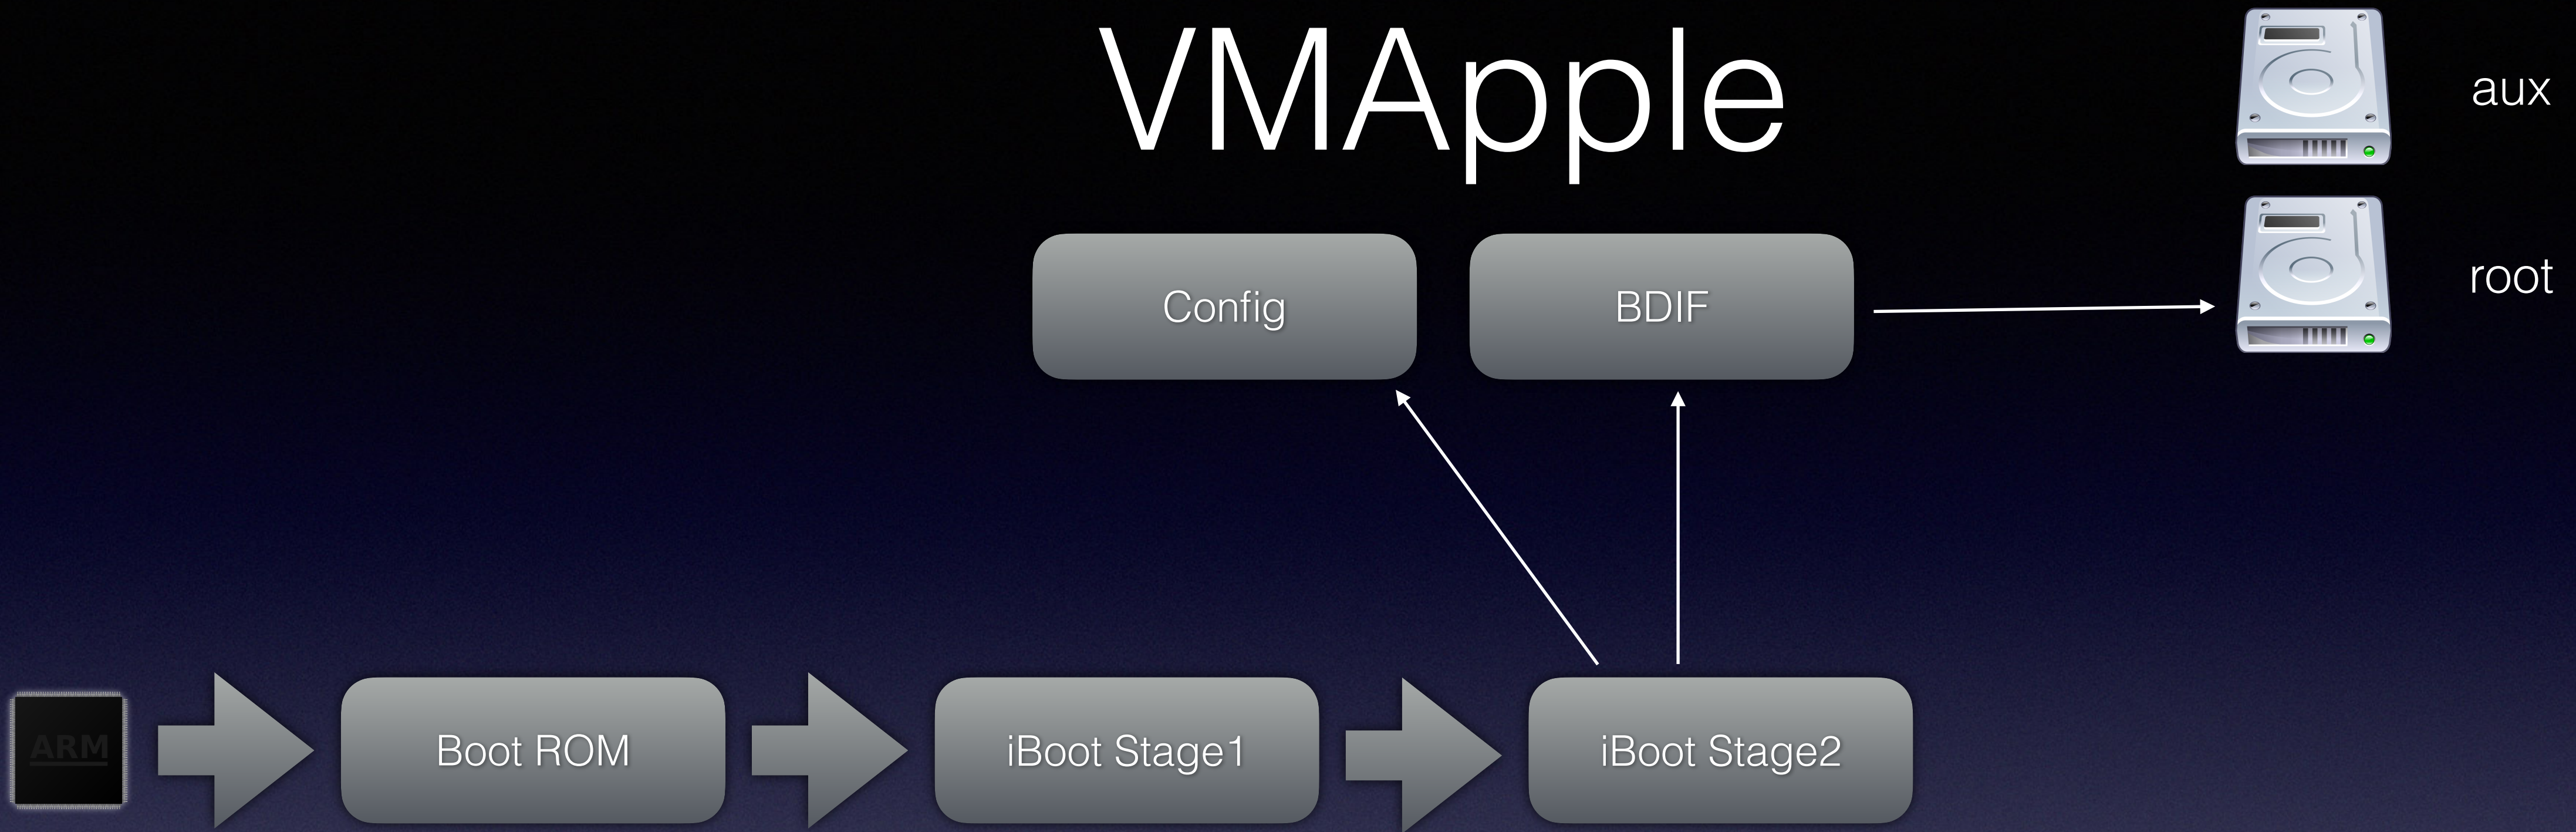 VMApple
aux
root
Config
BDIF
ARM
Boot ROM
iBoot Stage1
iBoot Stage2